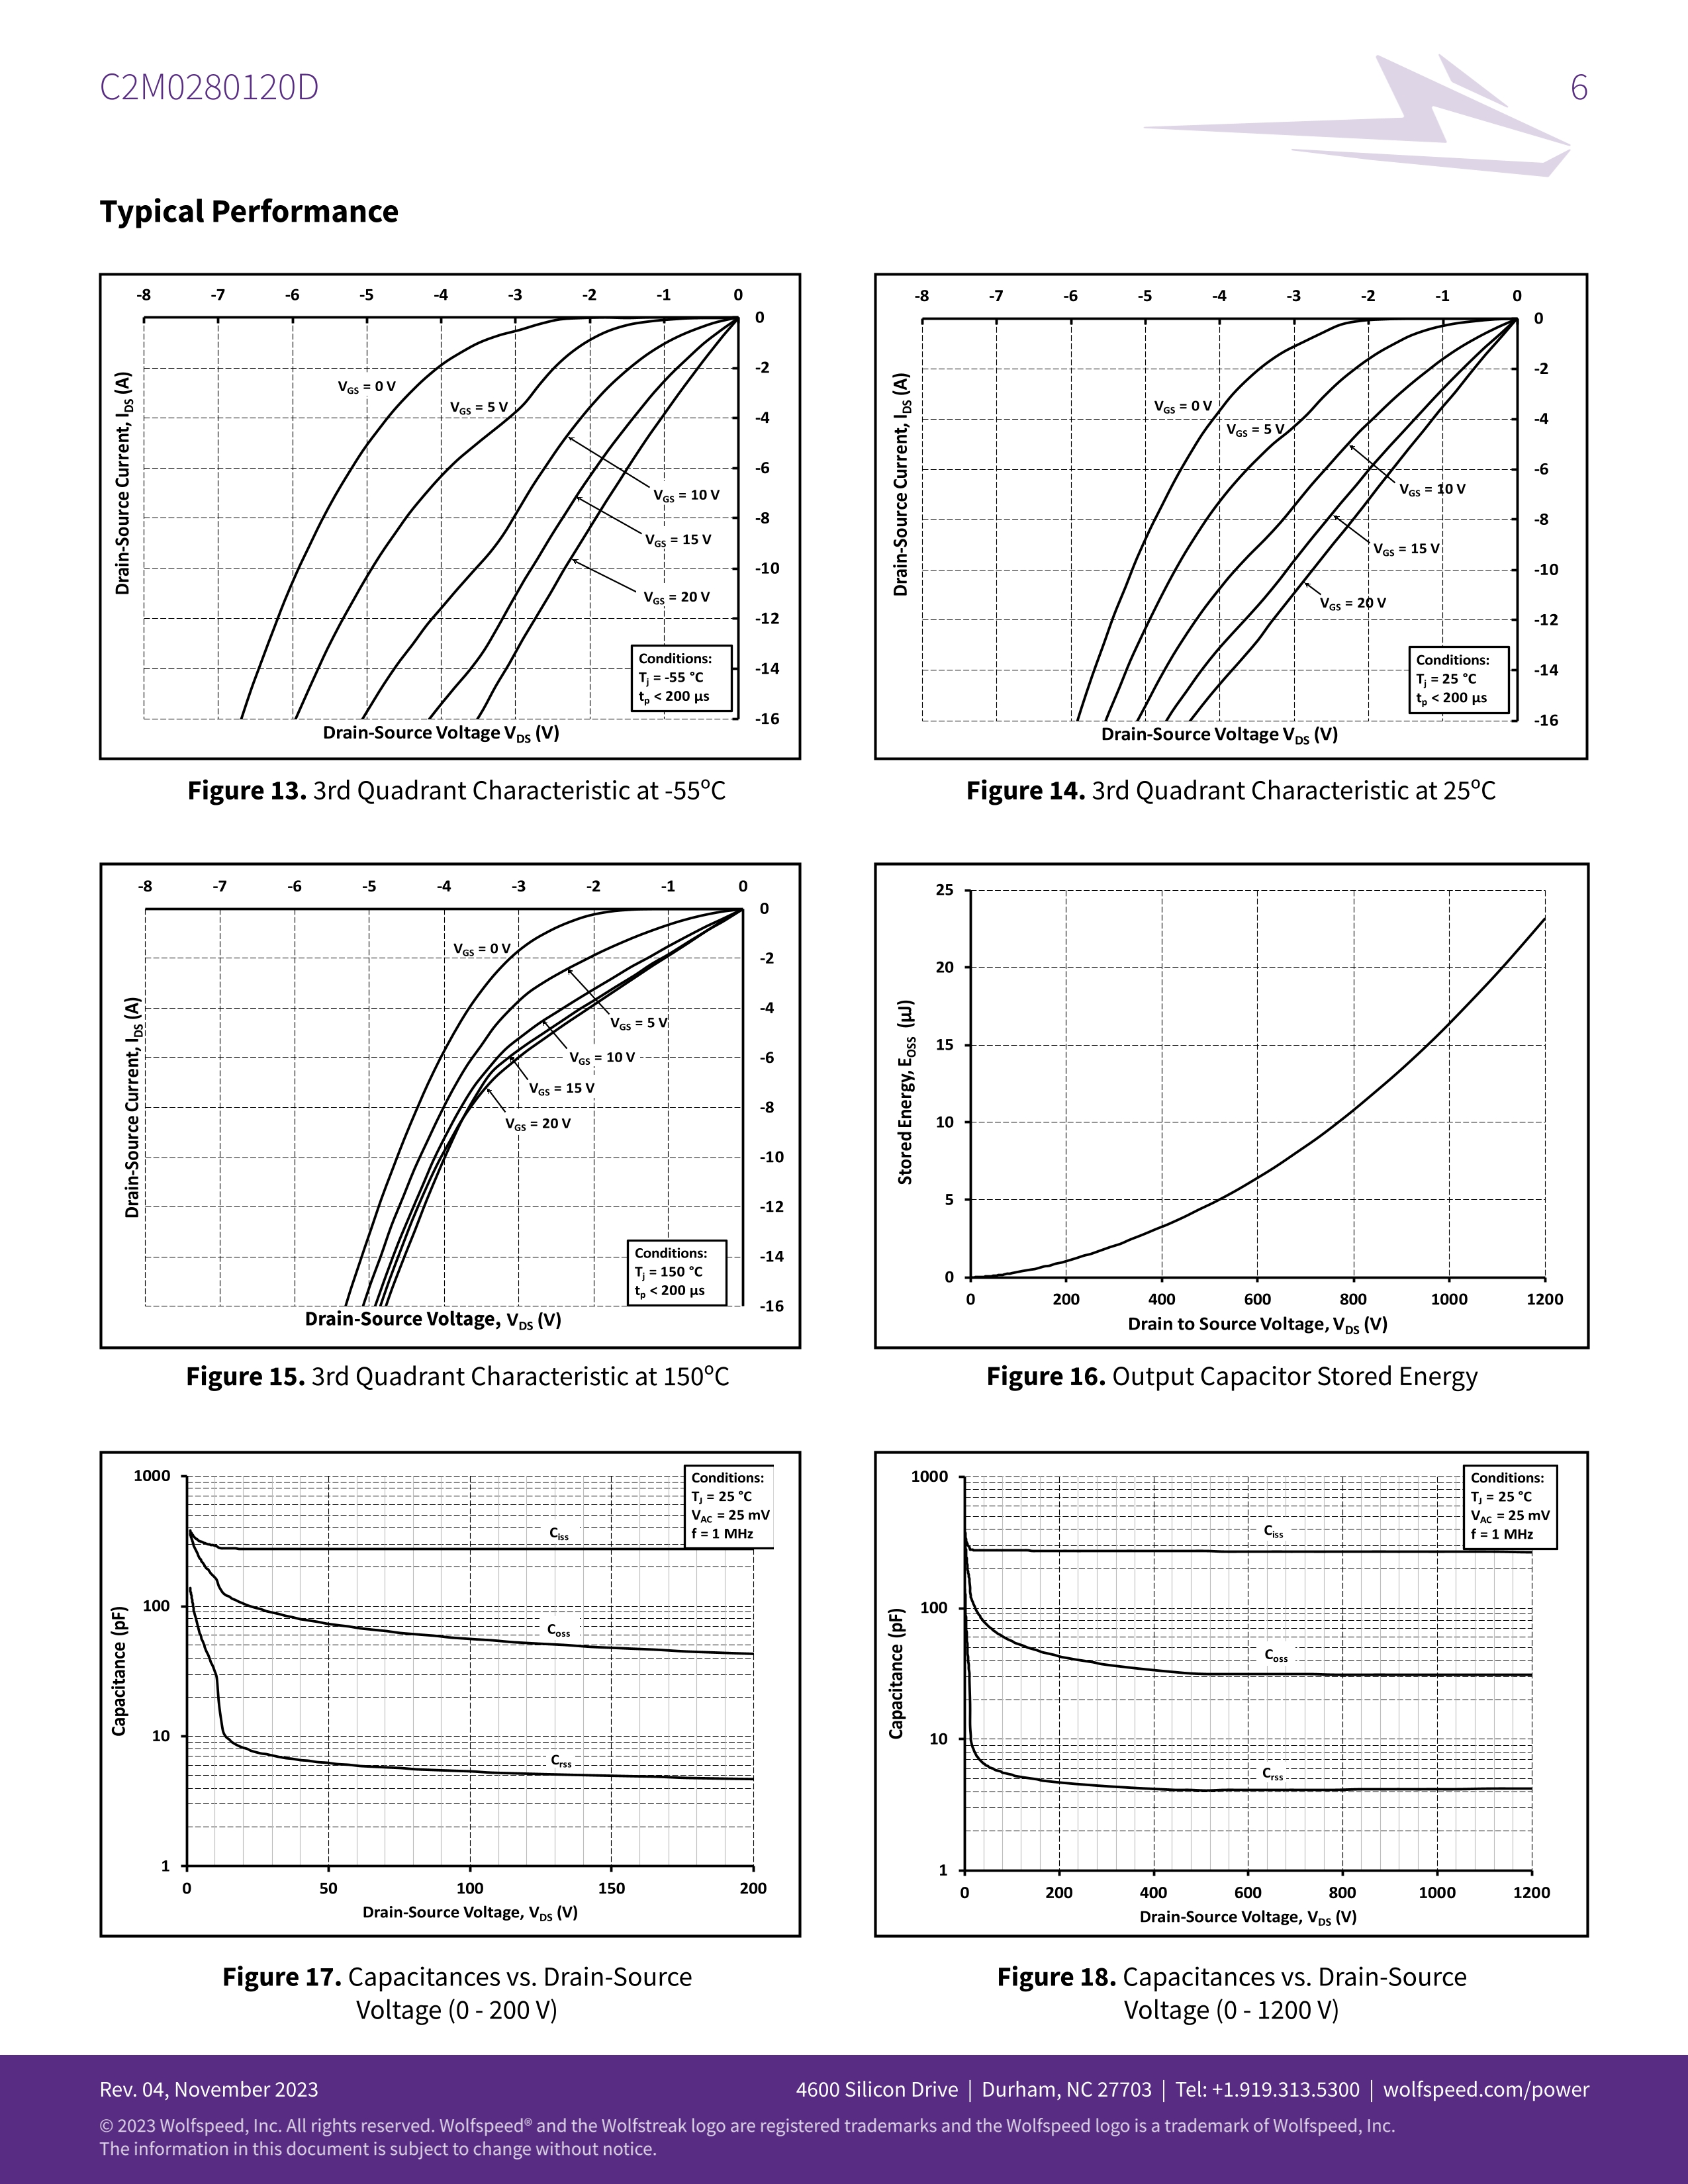 C2M0280120D
6
Typical Performance
-8 -7 -6 -5 -4 -3 -2 -1 0
0
-2
-4
-6
-8
-10
-12
-14
-16
Drain-Source Current, IDS (A)
VGS = 0 V
VGS = 5 V
VGS = 10 V
VGS = 15 V
VGS = 20 V
Conditions:
Tj = -55 °C
tp < 200 µs
Drain-Source Voltage VDS (V)
Figure 13. 3rd Quadrant Characteristic at -55ºC
-8 -7 -6 -5 -4 -3 -2 -1 0
0
-2
-4
-6
-8
-10
-12
-14
-16
Drain-Source Current, IDS (A)
VGS = 0 V
VGS = 5 V
VGS = 10 V
VGS = 15 V
VGS = 20 V
Conditions:
Tj = 25 °C
tp < 200 µs
Drain-Source Voltage VDS (V)
Figure 14. 3rd Quadrant Characteristic at 25ºC
-8 -7 -6 -5 -4 -3 -2 -1 0
0
-2
-4
-6
-8
-10
-12
-14
-16
Drain-Source Current, IDS (A)
VGS = 0 V
VGS = 5 V
VGS = 10 V
VGS = 15 V
VGS = 20 V
Conditions:
Tj = 150 °C
tp < 200 µs
Drain-Source Voltage, VDS (V)
Figure 15. 3rd Quadrant Characteristic at 150ºC
25
20
15
10
5
0
Stored Energy, EOSS (µJ)
0 200 400 600 800 1000 1200
Drain to Source Voltage, VDS (V)
Figure 16. Output Capacitor Stored Energy
1000
100
10
1
Capacitance (pF)
Conditions:
TJ = 25 °C
VAC = 25 mV
f = 1 MHz
Ciss
Coss
Crss
0 50 100 150 200
Drain-Source Voltage, VDS (V)
Figure 17. Capacitances vs. Drain-Source
Voltage (0 - 200 V)
1000
100
10
1
Capacitance (pF)
Conditions:
TJ = 25 °C
VAC = 25 mV
f = 1 MHz
Ciss
Coss
Crss
0 200 400 600 800 1000 1200
Drain-Source Voltage, VDS (V)
Figure 18. Capacitances vs. Drain-Source
Voltage (0 - 1200 V)
Rev. 04, November 2023
4600 Silicon Drive | Durham, NC 27703 | Tel: +1.919.313.5300 | wolfspeed.com/power
© 2023 Wolfspeed, Inc. All rights reserved. Wolfspeed® and the Wolfstreak logo are registered trademarks and the Wolfspeed logo is a trademark of Wolfspeed, Inc.
The information in this document is subject to change without notice.